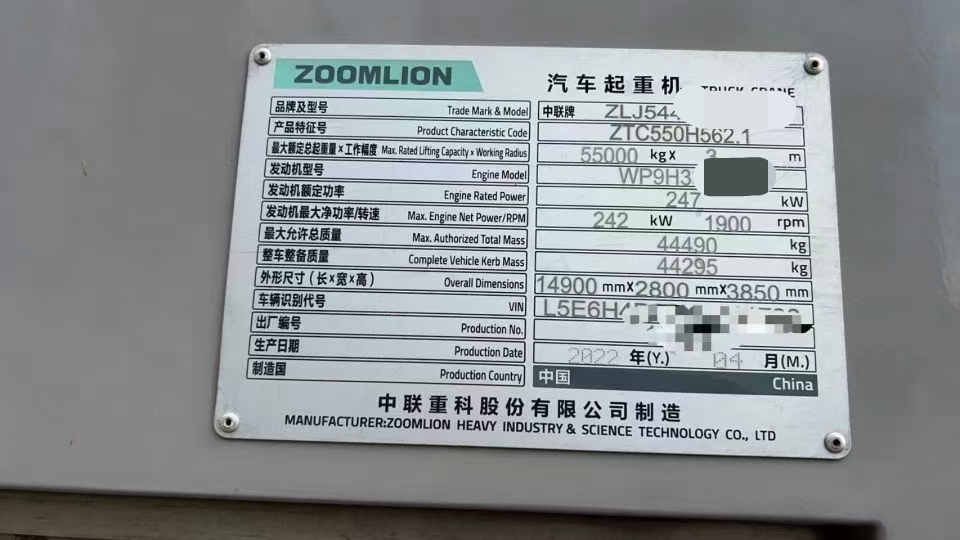 ZOOMLION 汽车起重机 TRUCK CRANE
品牌及型号 Trade Mark & Model 中联牌 ZLJ544
产品特征号 Product Characteristic Code ZTC550H562.1
最大额定总起重量×工作幅度 Max. Rated Lifting Capacity × Working Radius 55000 kg× 3 m
发动机型号 Engine Model WP9H3
发动机额定功率 Engine Rated Power 247 kW
发动机最大净功率/转速 Max. Engine Net Power/RPM 242 kW 1900 rpm
最大允许总质量 Max. Authorized Total Mass 44490 kg
整车整备质量 Complete Vehicle Kerb Mass 44295 kg
外形尺寸(长×宽×高) Overall Dimensions 14900 mm×2800 mm×3850 mm
车辆识别代号 VIN L5E6H4
出厂编号 Production No.
生产日期 Production Date 2022 年(Y.) 04 月(M.)
制造国 Production Country 中国 China
中联重科股份有限公司制造
MANUFACTURER:ZOOMLION HEAVY INDUSTRY & SCIENCE TECHNOLOGY CO., LTD